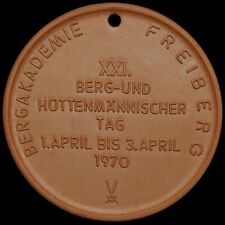 BERGAKADEMIE FREIBERG
XXI.
BERG-UND
HÜTTENMÄNNISCHER
TAG
1.APRIL BIS 3.APRIL
1970